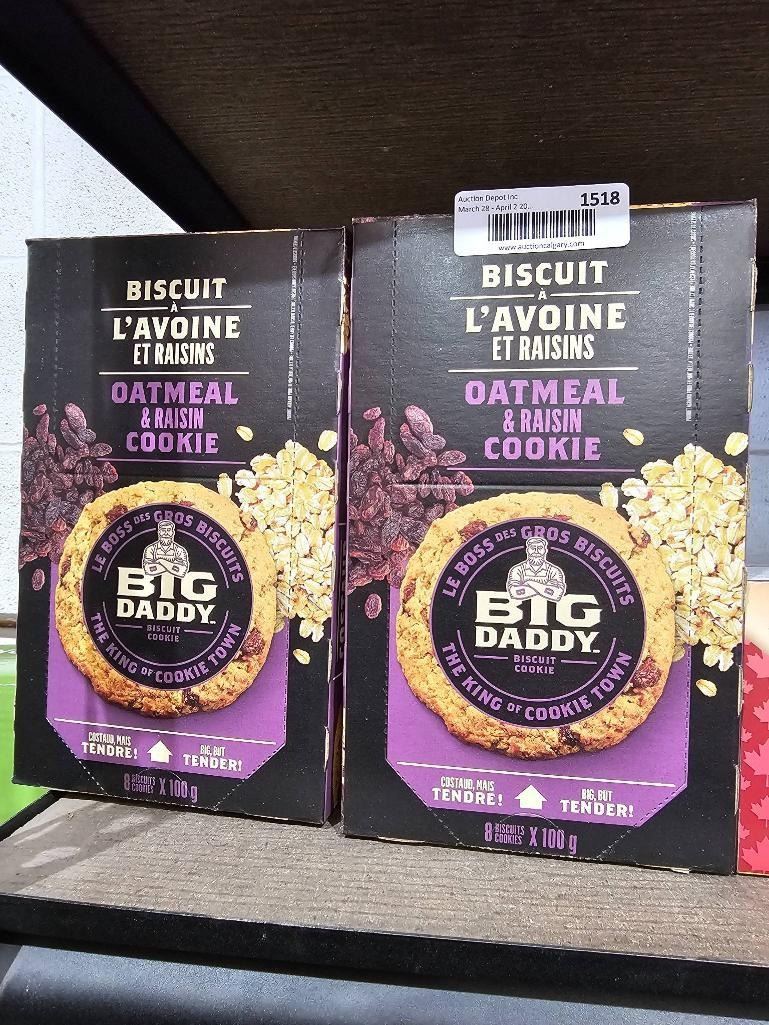 Auction Depot Inc
1518
March 28 - April 2 20..
www.auctioncalgary.com
BISCUIT
À
L'AVOINE
ET RAISINS
OATMEAL
& RAISIN
COOKIE
LE BOSS DES GROS BISCUITS
BIG
DADDY
BISCUIT
COOKIE
THE KING OF COOKIE TOWN
COSTAUD, MAIS
TENDRE!
BIG, BUT
TENDER!
8 BISCUITS
COOKIES X 100 g
BISCUIT
À
L'AVOINE
ET RAISINS
OATMEAL
& RAISIN
COOKIE
LE BOSS DES GROS BISCUITS
BIG
DADDY
BISCUIT
COOKIE
THE KING OF COOKIE TOWN
COSTAUD, MAIS
TENDRE!
BIG, BUT
TENDER!
8 BISCUITS
COOKIES X 100 g